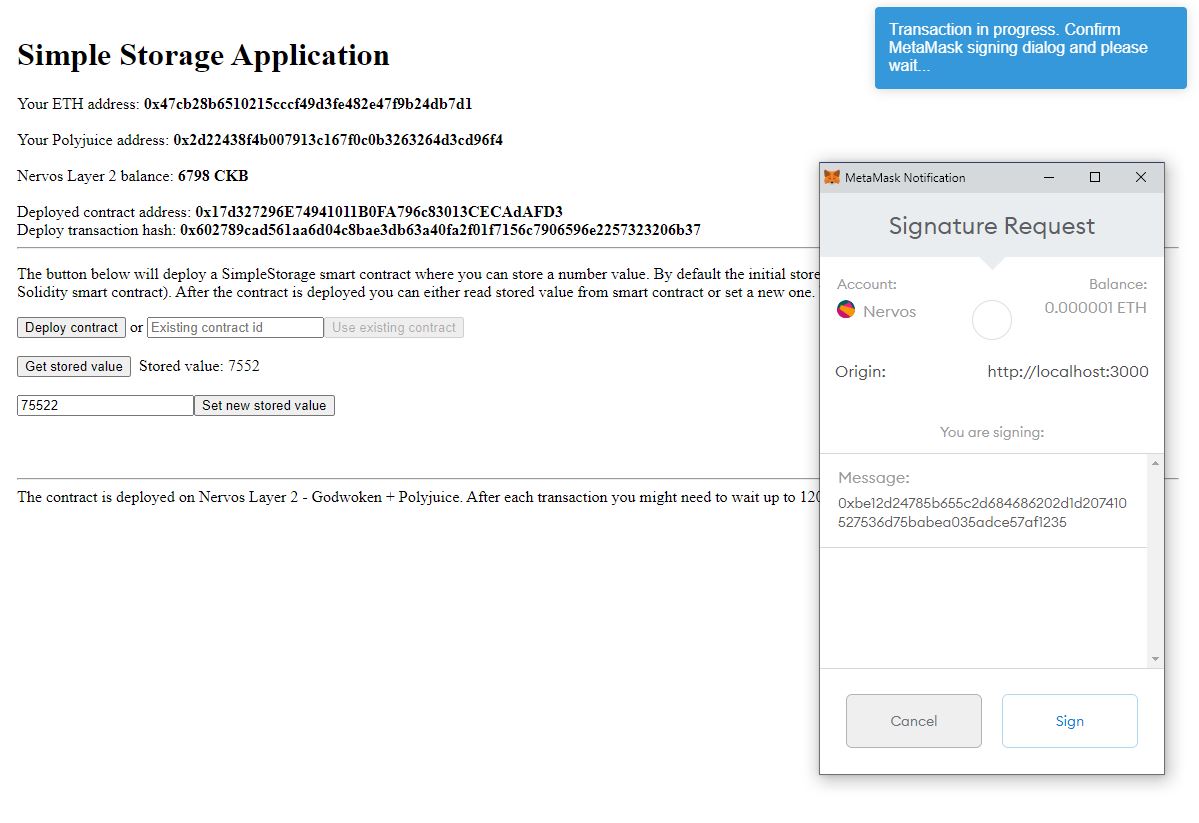 Transaction in progress. Confirm
MetaMask signing dialog and please
wait...
Simple Storage Application
Your ETH address: 0x47cb28b6510215cccf49d3fe482e47f9b24db7d1
Your Polyjuice address: 0x2d22438f4b007913c167f0c0b3263264d3cd96f4
Nervos Layer 2 balance: 6798 CKB
Deployed contract address: 0x17d327296E74941011B0FA796c83013CECAdAFD3
Deploy transaction hash: 0x602789cad561aa6d04c8bae3db63a40fa2f01f7156c7906596e2257323206b37
The button below will deploy a SimpleStorage smart contract where you can store a number value. By default the initial store
Solidity smart contract). After the contract is deployed you can either read stored value from smart contract or set a new one.
Deploy contract or Existing contract id Use existing contract
Get stored value Stored value: 7552
75522 Set new stored value
The contract is deployed on Nervos Layer 2 - Godwoken + Polyjuice. After each transaction you might need to wait up to 120
MetaMask Notification
Signature Request
Account: Balance:
Nervos 0.000001 ETH
Origin: http://localhost:3000
You are signing:
Message:
0xbe12d24785b655c2d684686202d1d207410
527536d75babea035adce57af1235
Cancel Sign